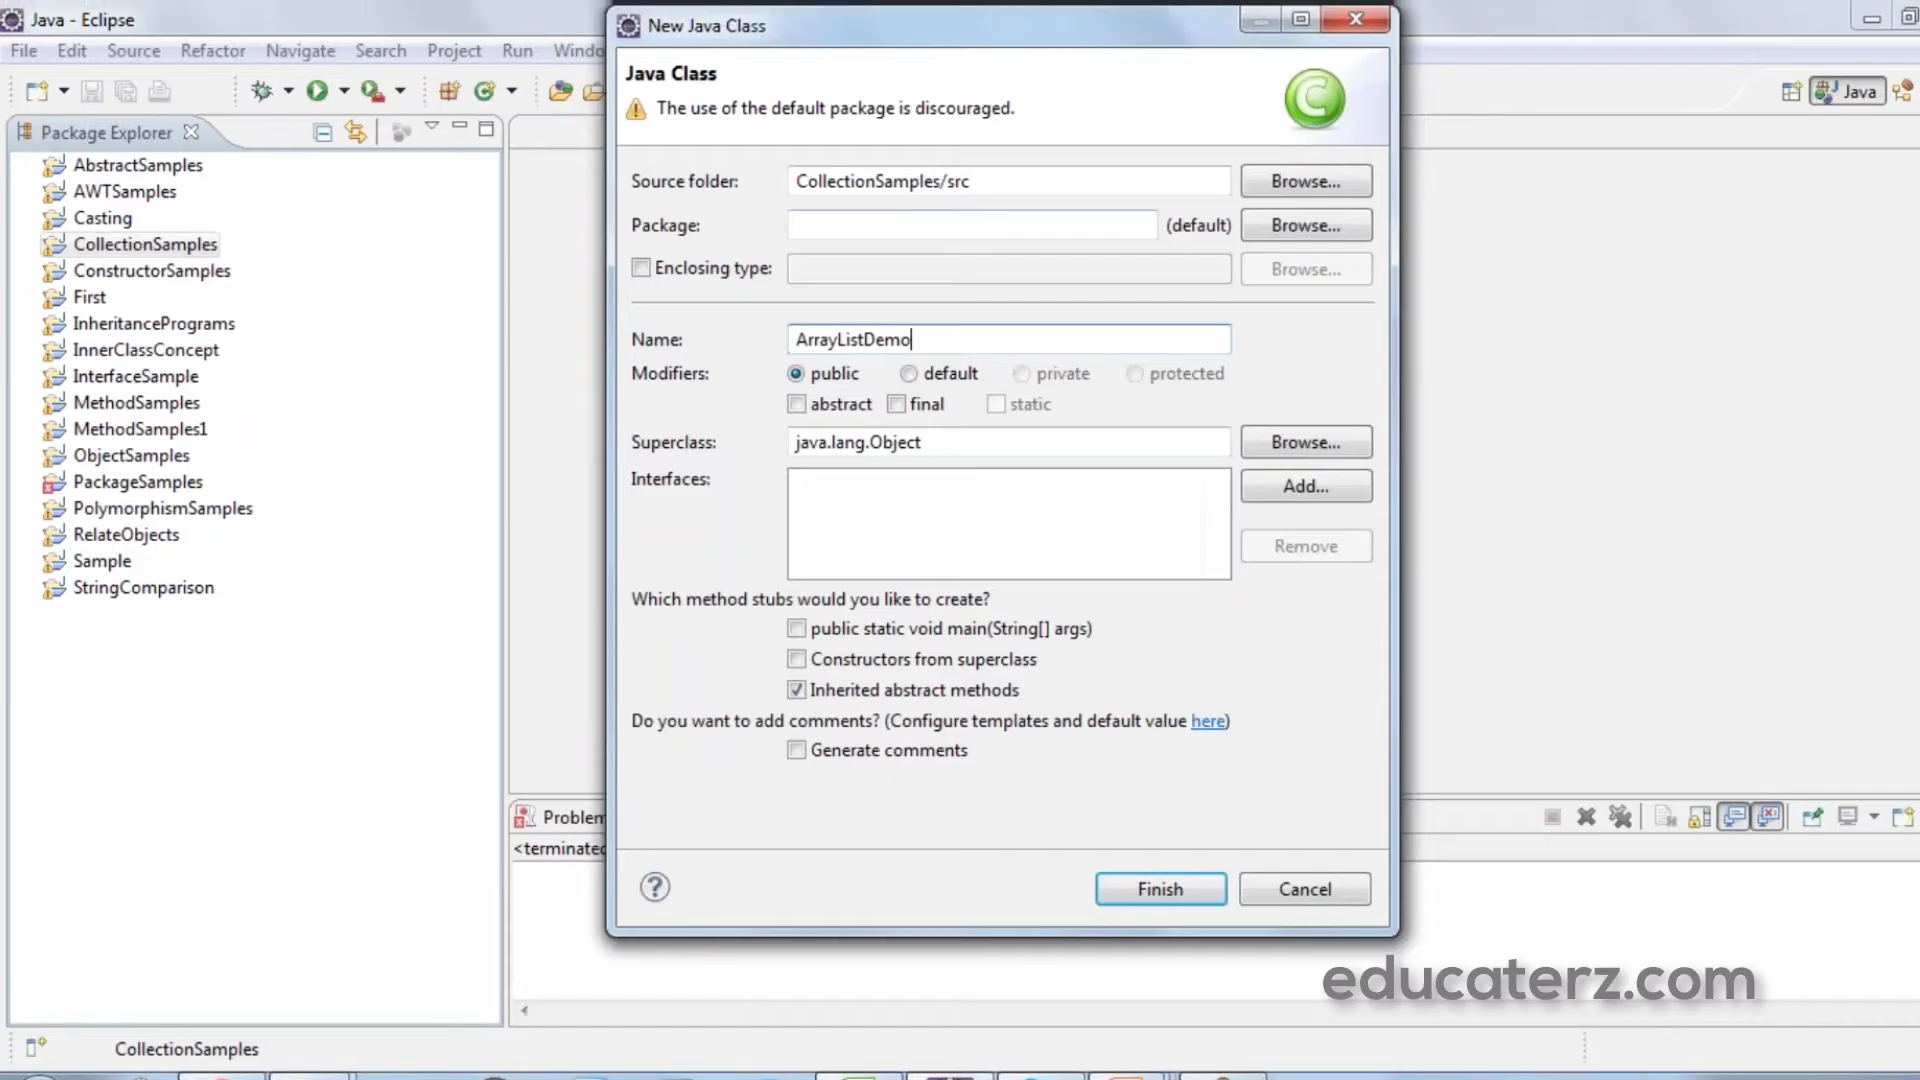 Java - Eclipse
File Edit Source Refactor Navigate Search Project Run Windo
Java
Package Explorer
AbstractSamples
AWTSamples
Casting
CollectionSamples
ConstructorSamples
First
InheritancePrograms
InnerClassConcept
InterfaceSample
MethodSamples
MethodSamples1
ObjectSamples
PackageSamples
PolymorphismSamples
RelateObjects
Sample
StringComparison
New Java Class
Java Class
The use of the default package is discouraged.
Source folder: CollectionSamples/src Browse...
Package: (default) Browse...
Enclosing type: Browse...
Name: ArrayListDemo
Modifiers: public default private protected
abstract final static
Superclass: java.lang.Object Browse...
Interfaces: Add...
Remove
Which method stubs would you like to create?
public static void main(String[] args)
Constructors from superclass
Inherited abstract methods
Do you want to add comments? (Configure templates and default value here)
Generate comments
Finish Cancel
Problem
<terminated
educaterz.com
CollectionSamples